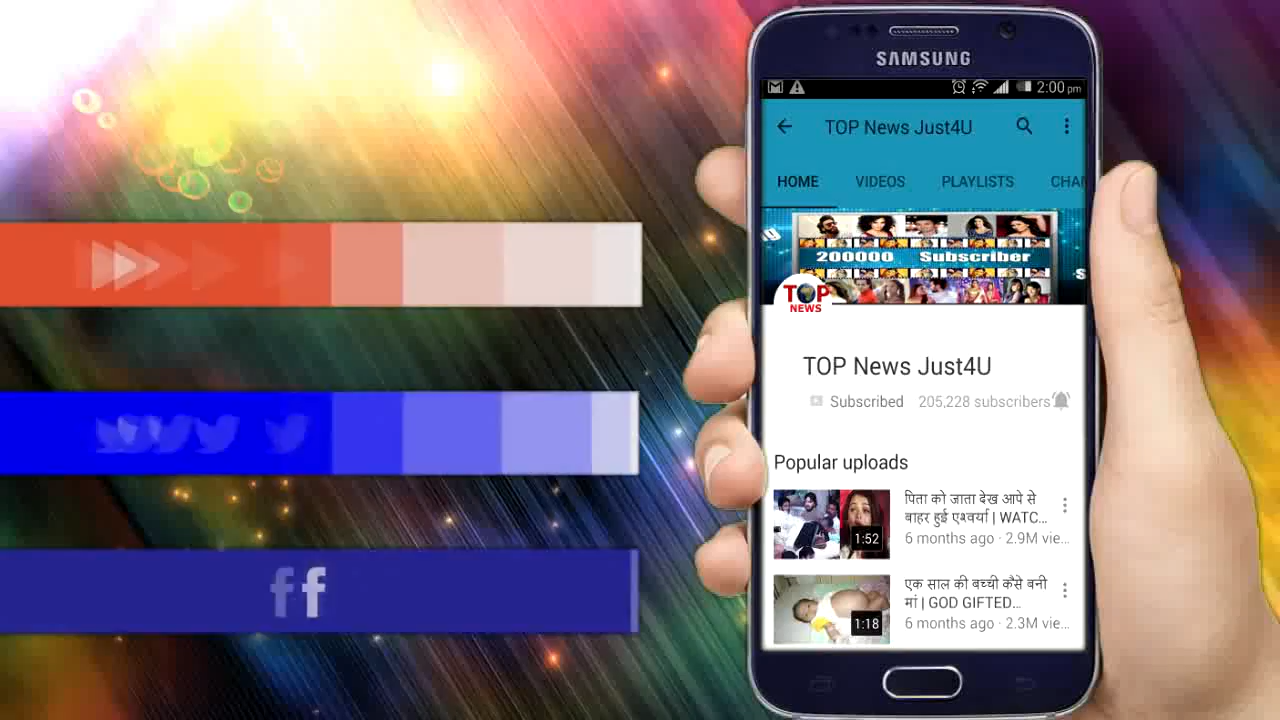 SAMSUNG
2:00 pm
TOP News Just4U
HOME VIDEOS PLAYLISTS CHA
200000 Subscriber
TOP
NEWS
TOP News Just4U
Subscribed 205,228 subscribers
Popular uploads
पिता को जाता देख आपे से
बाहर हुई एश्वर्या | WATC...
1:52
6 months ago · 2.9M vie...
एक साल की बच्ची कैसे बनी
मां | GOD GIFTED...
1:18
6 months ago · 2.3M vie...
ff